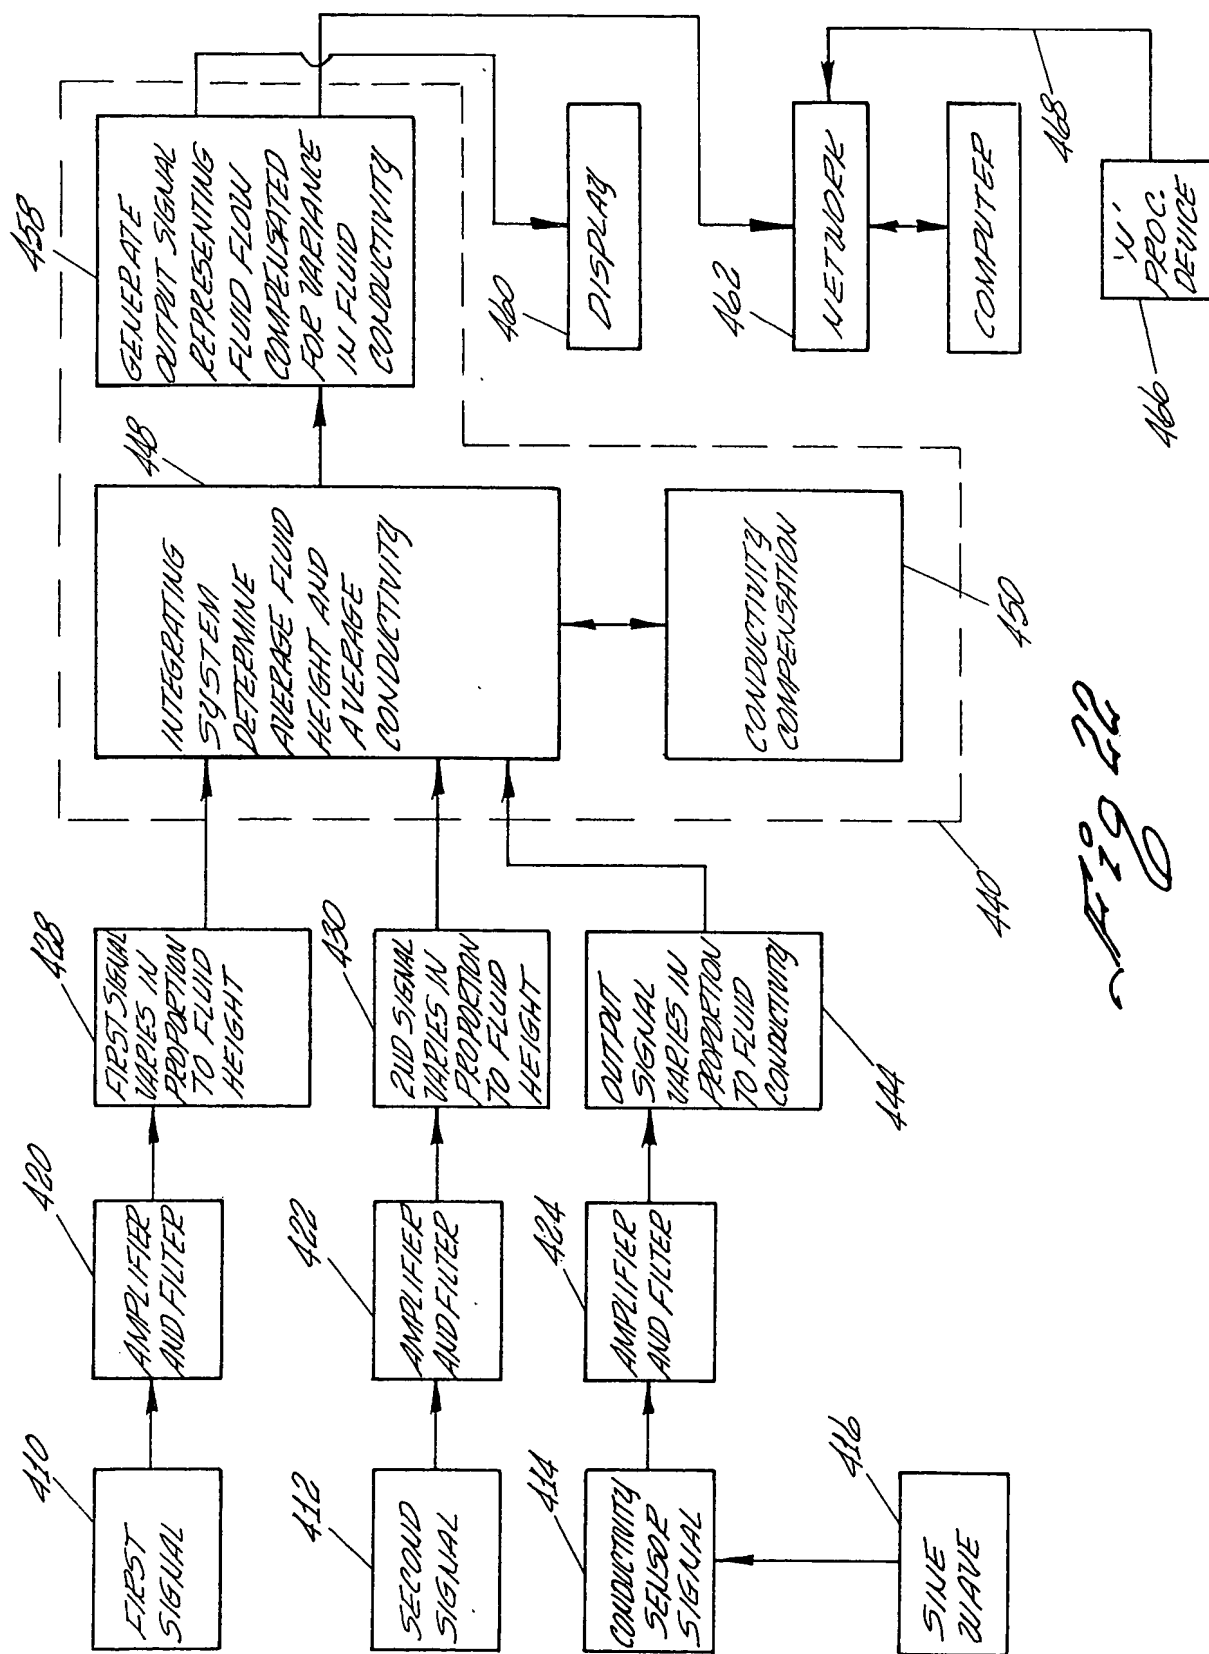 410
FIRST
SIGNAL
420
AMPLIFIER
AND FILTER
428
FIRST SIGNAL
VARIES IN
PROPORTION
TO FLUID
HEIGHT
412
SECOND
SIGNAL
422
AMPLIFIER
AND FILTER
430
2ND SIGNAL
VARIES IN
PROPORTION
TO FLUID
HEIGHT
414
CONDUCTIVITY
SENSOR
SIGNAL
424
AMPLIFIER
AND FILTER
OUTPUT
SIGNAL
VARIES IN
PROPORTION
TO FLUID
CONDUCTIVITY
444
416
SINE
WAVE
440
448
INTEGRATING
SYSTEM
DETERMINE
AVERAGE FLUID
HEIGHT AND
AVERAGE
CONDUCTIVITY
CONDUCTIVITY
COMPENSATION
450
458
GENERATE
OUTPUT SIGNAL
REPRESENTING
FLUID FLOW
COMPENSATED
FOR VARIANCE
IN FLUID
CONDUCTIVITY
460
DISPLAY
462
NETWORK
COMPUTER
468
'N'
PROC.
DEVICE
466
Fig 22